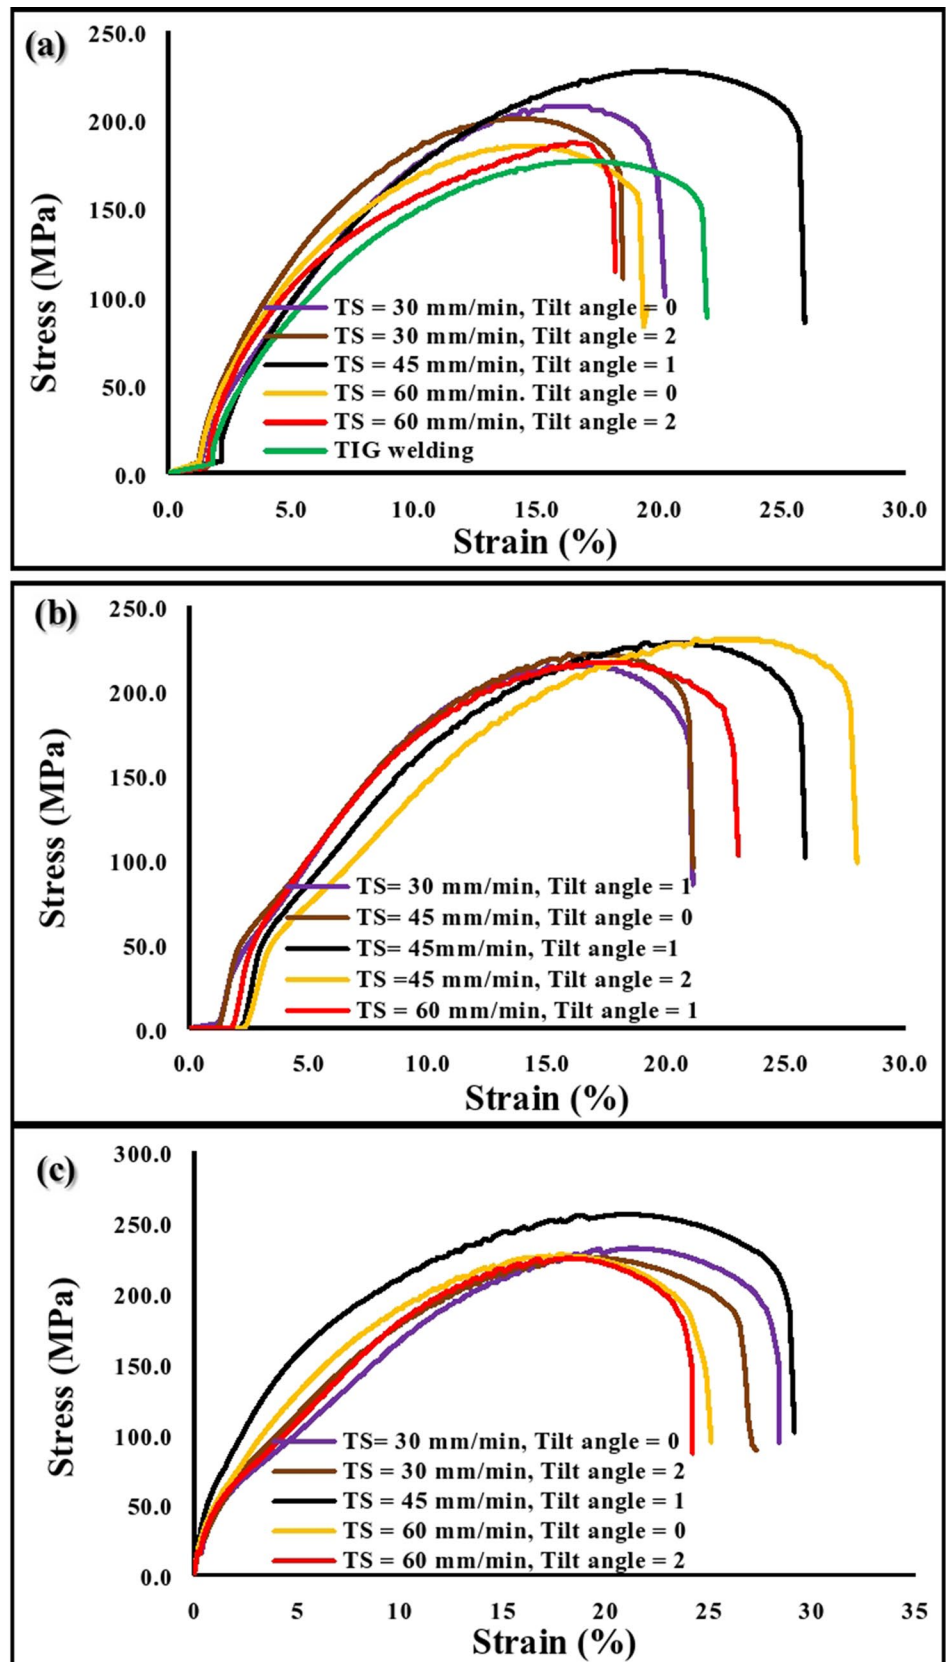 (a)
250.0
200.0
150.0
100.0
50.0
0.0
Stress (MPa)
TS = 30 mm/min, Tilt angle = 0
TS = 30 mm/min, Tilt angle = 2
TS = 45 mm/min, Tilt angle = 1
TS = 60 mm/min. Tilt angle = 0
TS = 60 mm/min, Tilt angle = 2
TIG welding
0.0 5.0 10.0 15.0 20.0 25.0 30.0
Strain (%)
(b)
250.0
200.0
150.0
100.0
50.0
0.0
Stress (MPa)
TS= 30 mm/min, Tilt angle = 1
TS= 45 mm/min, Tilt angle = 0
TS= 45mm/min, Tilt angle =1
TS =45 mm/min, Tilt angle = 2
TS = 60 mm/min, Tilt angle = 1
0.0 5.0 10.0 15.0 20.0 25.0 30.0
Strain (%)
(c)
300.0
250.0
200.0
150.0
100.0
50.0
0.0
Stress (MPa)
TS= 30 mm/min, Tilt angle = 0
TS = 30 mm/min, Tilt angle = 2
TS = 45 mm/min, Tilt angle = 1
TS = 60 mm/min, Tilt angle = 0
TS = 60 mm/min, Tilt angle = 2
0 5 10 15 20 25 30 35
Strain (%)